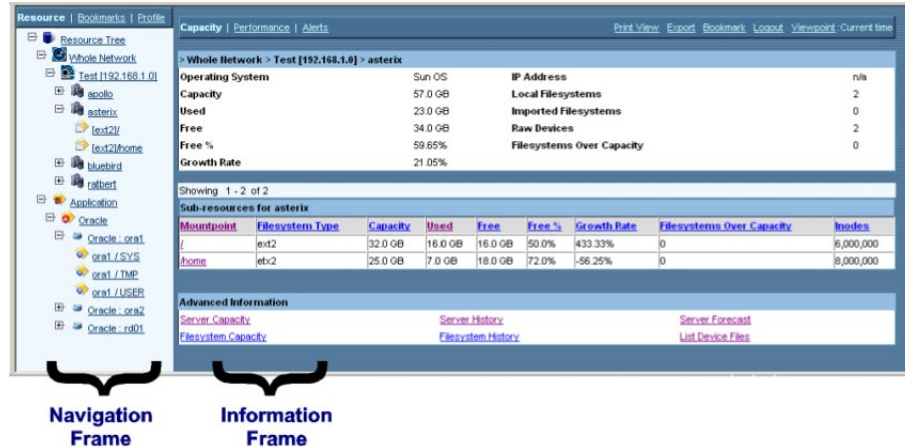 Resource | Bookmarks | Profile
Resource Tree
Whole Network
Test [192.168.1.0]
apollo
asterix
[ext2]/
[ext2]/home
bluebird
ratbert
Application
Oracle
Oracle : ora1
ora1 / SYS
ora1 / TMP
ora1 / USER
Oracle : ora2
Oracle : rd01
Capacity | Performance | Alerts
Print View Export Bookmark Logout Viewpoint :Current time
> Whole Network > Test [192.168.1.0] > asterix
Operating System Sun OS IP Address n/a
Capacity 57.0 GB Local Filesystems 2
Used 23.0 GB Imported Filesystems 0
Free 34.0 GB Raw Devices 2
Free % 59.65% Filesystems Over Capacity 0
Growth Rate 21.05%
Showing 1 - 2 of 2
Sub-resources for asterix
Mountpoint Filesystem Type Capacity Used Free Free % Growth Rate Filesystems Over Capacity Inodes
/ ext2 32.0 GB 16.0 GB 16.0 GB 50.0% 433.33% 0 6,000,000
/home etx2 25.0 GB 7.0 GB 18.0 GB 72.0% -56.25% 0 8,000,000
Advanced Information
Server Capacity Server History Server Forecast
Filesystem Capacity Filesystem History List Device Files
Navigation Frame
Information Frame